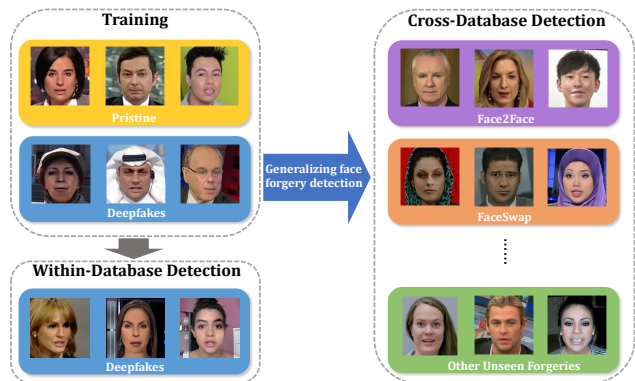 Training
Pristine
Deepfakes
Within-Database Detection
Deepfakes
Generalizing face
forgery detection
Cross-Database Detection
Face2Face
FaceSwap
......
Other Unseen Forgeries